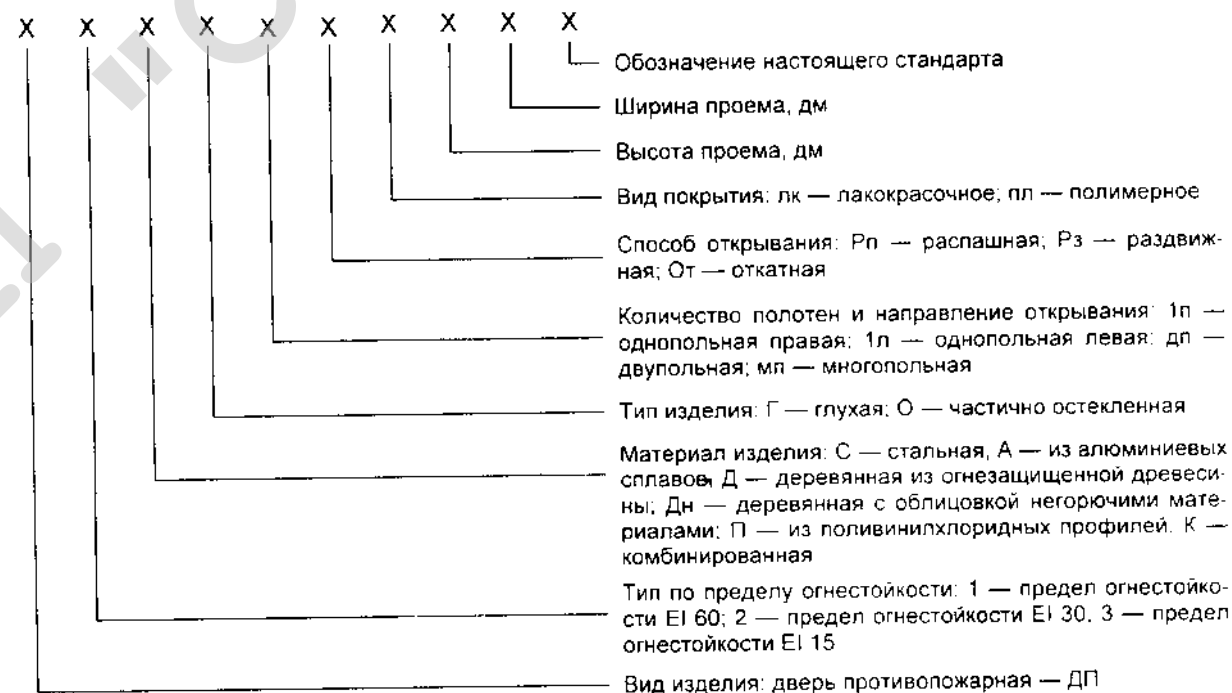 Х Х Х Х Х Х Х Х Х Х
Обозначение настоящего стандарта
Ширина проема, дм
Высота проема, дм
Вид покрытия: лк — лакокрасочное; пл — полимерное
Способ открывания: Рп — распашная; Рз — раздвиж-
ная; От — откатная
Количество полотен и направление открывания: 1п —
однопольная правая; 1л — однопольная левая; дп —
двупольная; мп — многопольная
Тип изделия: Г — глухая; О — частично остекленная
Материал изделия: С — стальная, А — из алюминиевых
сплавов, Д — деревянная из огнезащищенной древеси-
ны; Дн — деревянная с облицовкой негорючими мате-
риалами; П — из поливинилхлоридных профилей. К —
комбинированная
Тип по пределу огнестойкости: 1 — предел огнестойко-
сти EI 60; 2 — предел огнестойкости EI 30, 3 — предел
огнестойкости EI 15
Вид изделия: дверь противопожарная — ДП